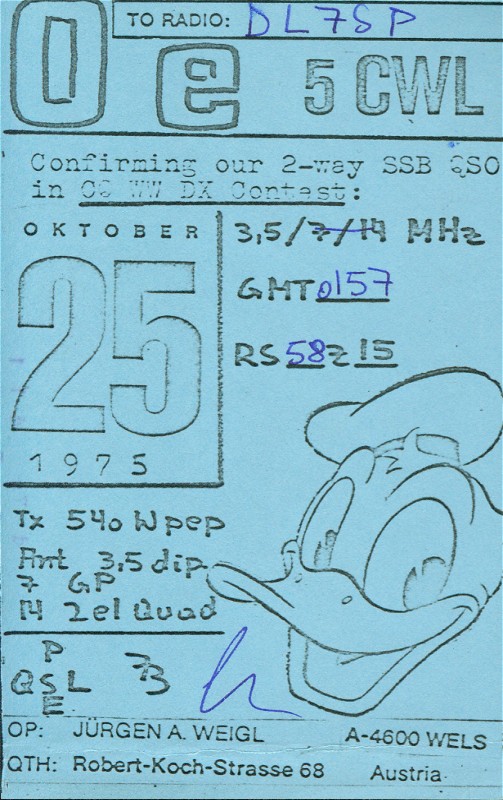 TO RADIO: DL7SP
Oe 5 CWL
Confirming our 2-way SSB QSO
in CQ WW DX Contest:
OKTOBER
25
1975
3,5/7/14 MHz
GMT 0157
RS 58 Z 15
Tx 540 Wpep
Ant 3,5 dip
7 GP
14 2el Quad
PSE
QSL 73
OP: JÜRGEN A. WEIGL A-4600 WELS
QTH: Robert-Koch-Strasse 68 Austria